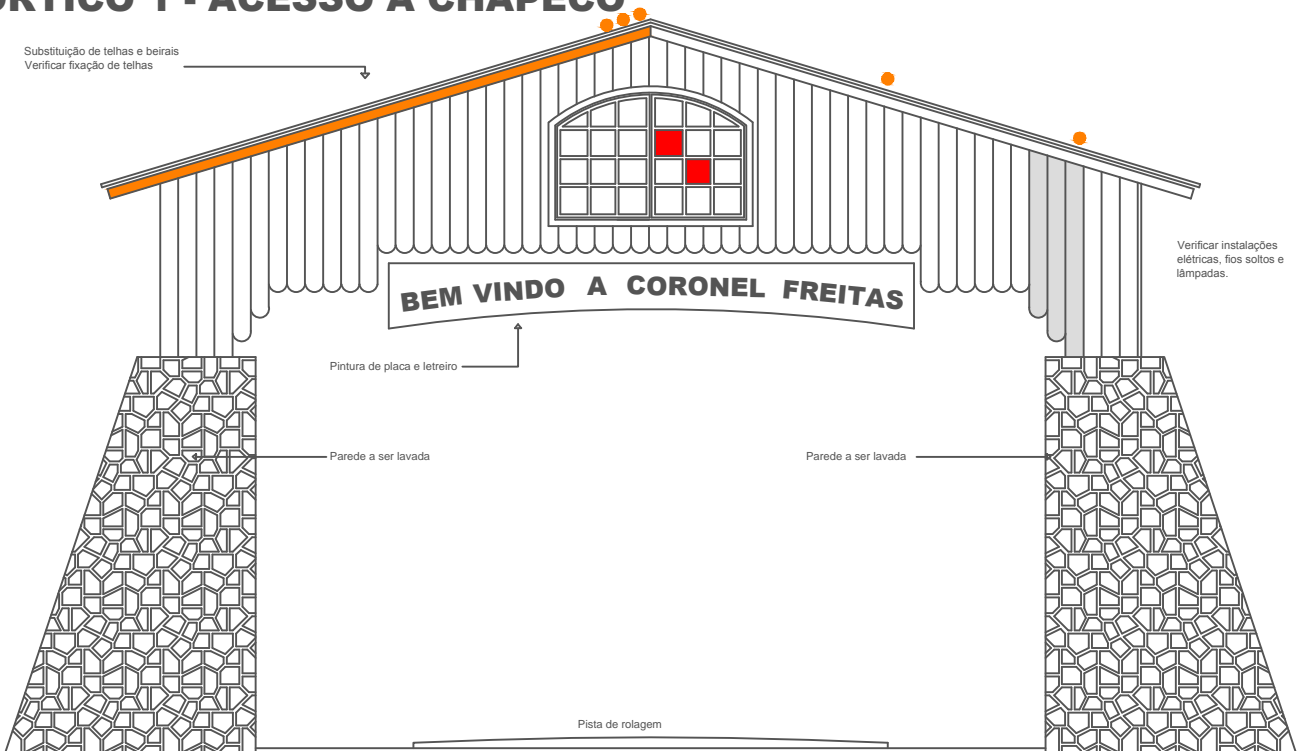 ÓRTICO 1 - ACESSO A CHAPECÓ
Substituição de telhas e beirais
Verificar fixação de telhas
Verificar instalações
elétricas, fios soltos e
lâmpadas.
BEM VINDO A CORONEL FREITAS
Pintura de placa e letreiro
Parede a ser lavada
Parede a ser lavada
Pista de rolagem